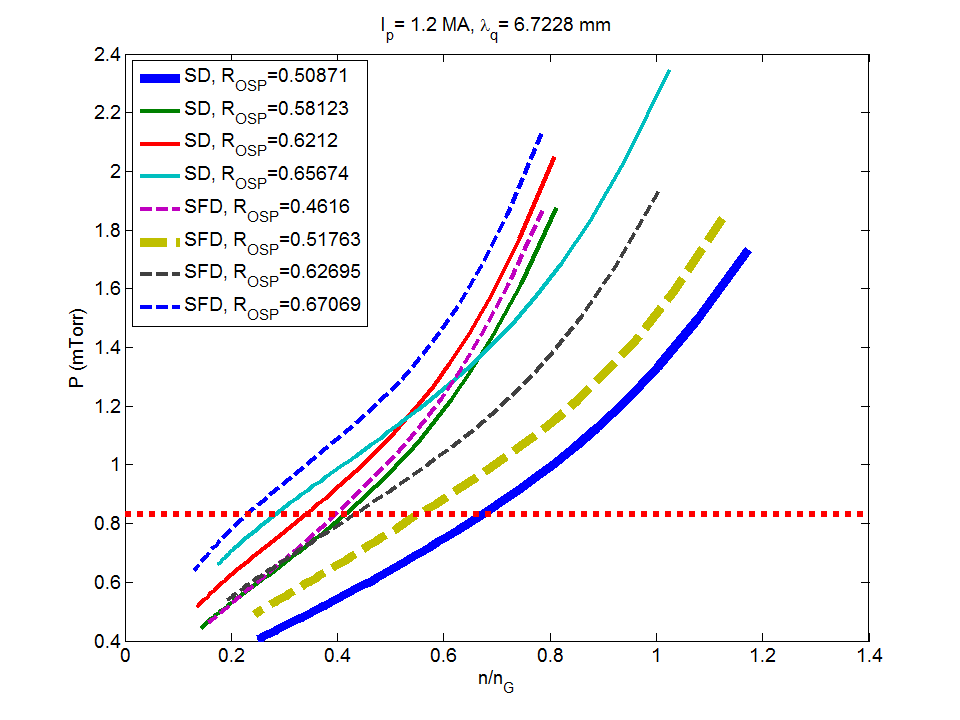 I_p= 1.2 MA, λ_q= 6.7228 mm
2.4
2.2
2
1.8
1.6
1.4
1.2
1
0.8
0.6
0.4
P (mTorr)
SD, R_OSP=0.50871
SD, R_OSP=0.58123
SD, R_OSP=0.6212
SD, R_OSP=0.65674
SFD, R_OSP=0.4616
SFD, R_OSP=0.51763
SFD, R_OSP=0.62695
SFD, R_OSP=0.67069
0 0.2 0.4 0.6 0.8 1 1.2 1.4
n/n_G